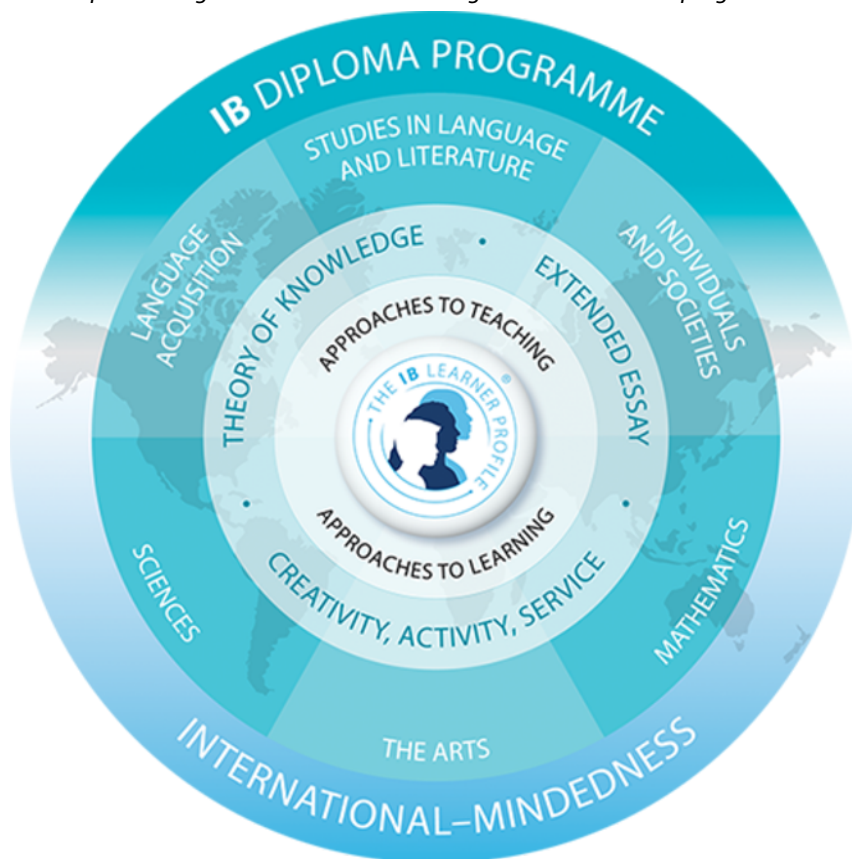 IB DIPLOMA PROGRAMME
STUDIES IN LANGUAGE
AND LITERATURE
LANGUAGE
ACQUISITION
INDIVIDUALS
AND SOCIETIES
THEORY OF KNOWLEDGE
•
EXTENDED ESSAY
APPROACHES TO TEACHING
• THE IB LEARNER PROFILE •
®
APPROACHES TO LEARNING
•
CREATIVITY, ACTIVITY, SERVICE
•
SCIENCES
MATHEMATICS
THE ARTS
INTERNATIONAL–MINDEDNESS